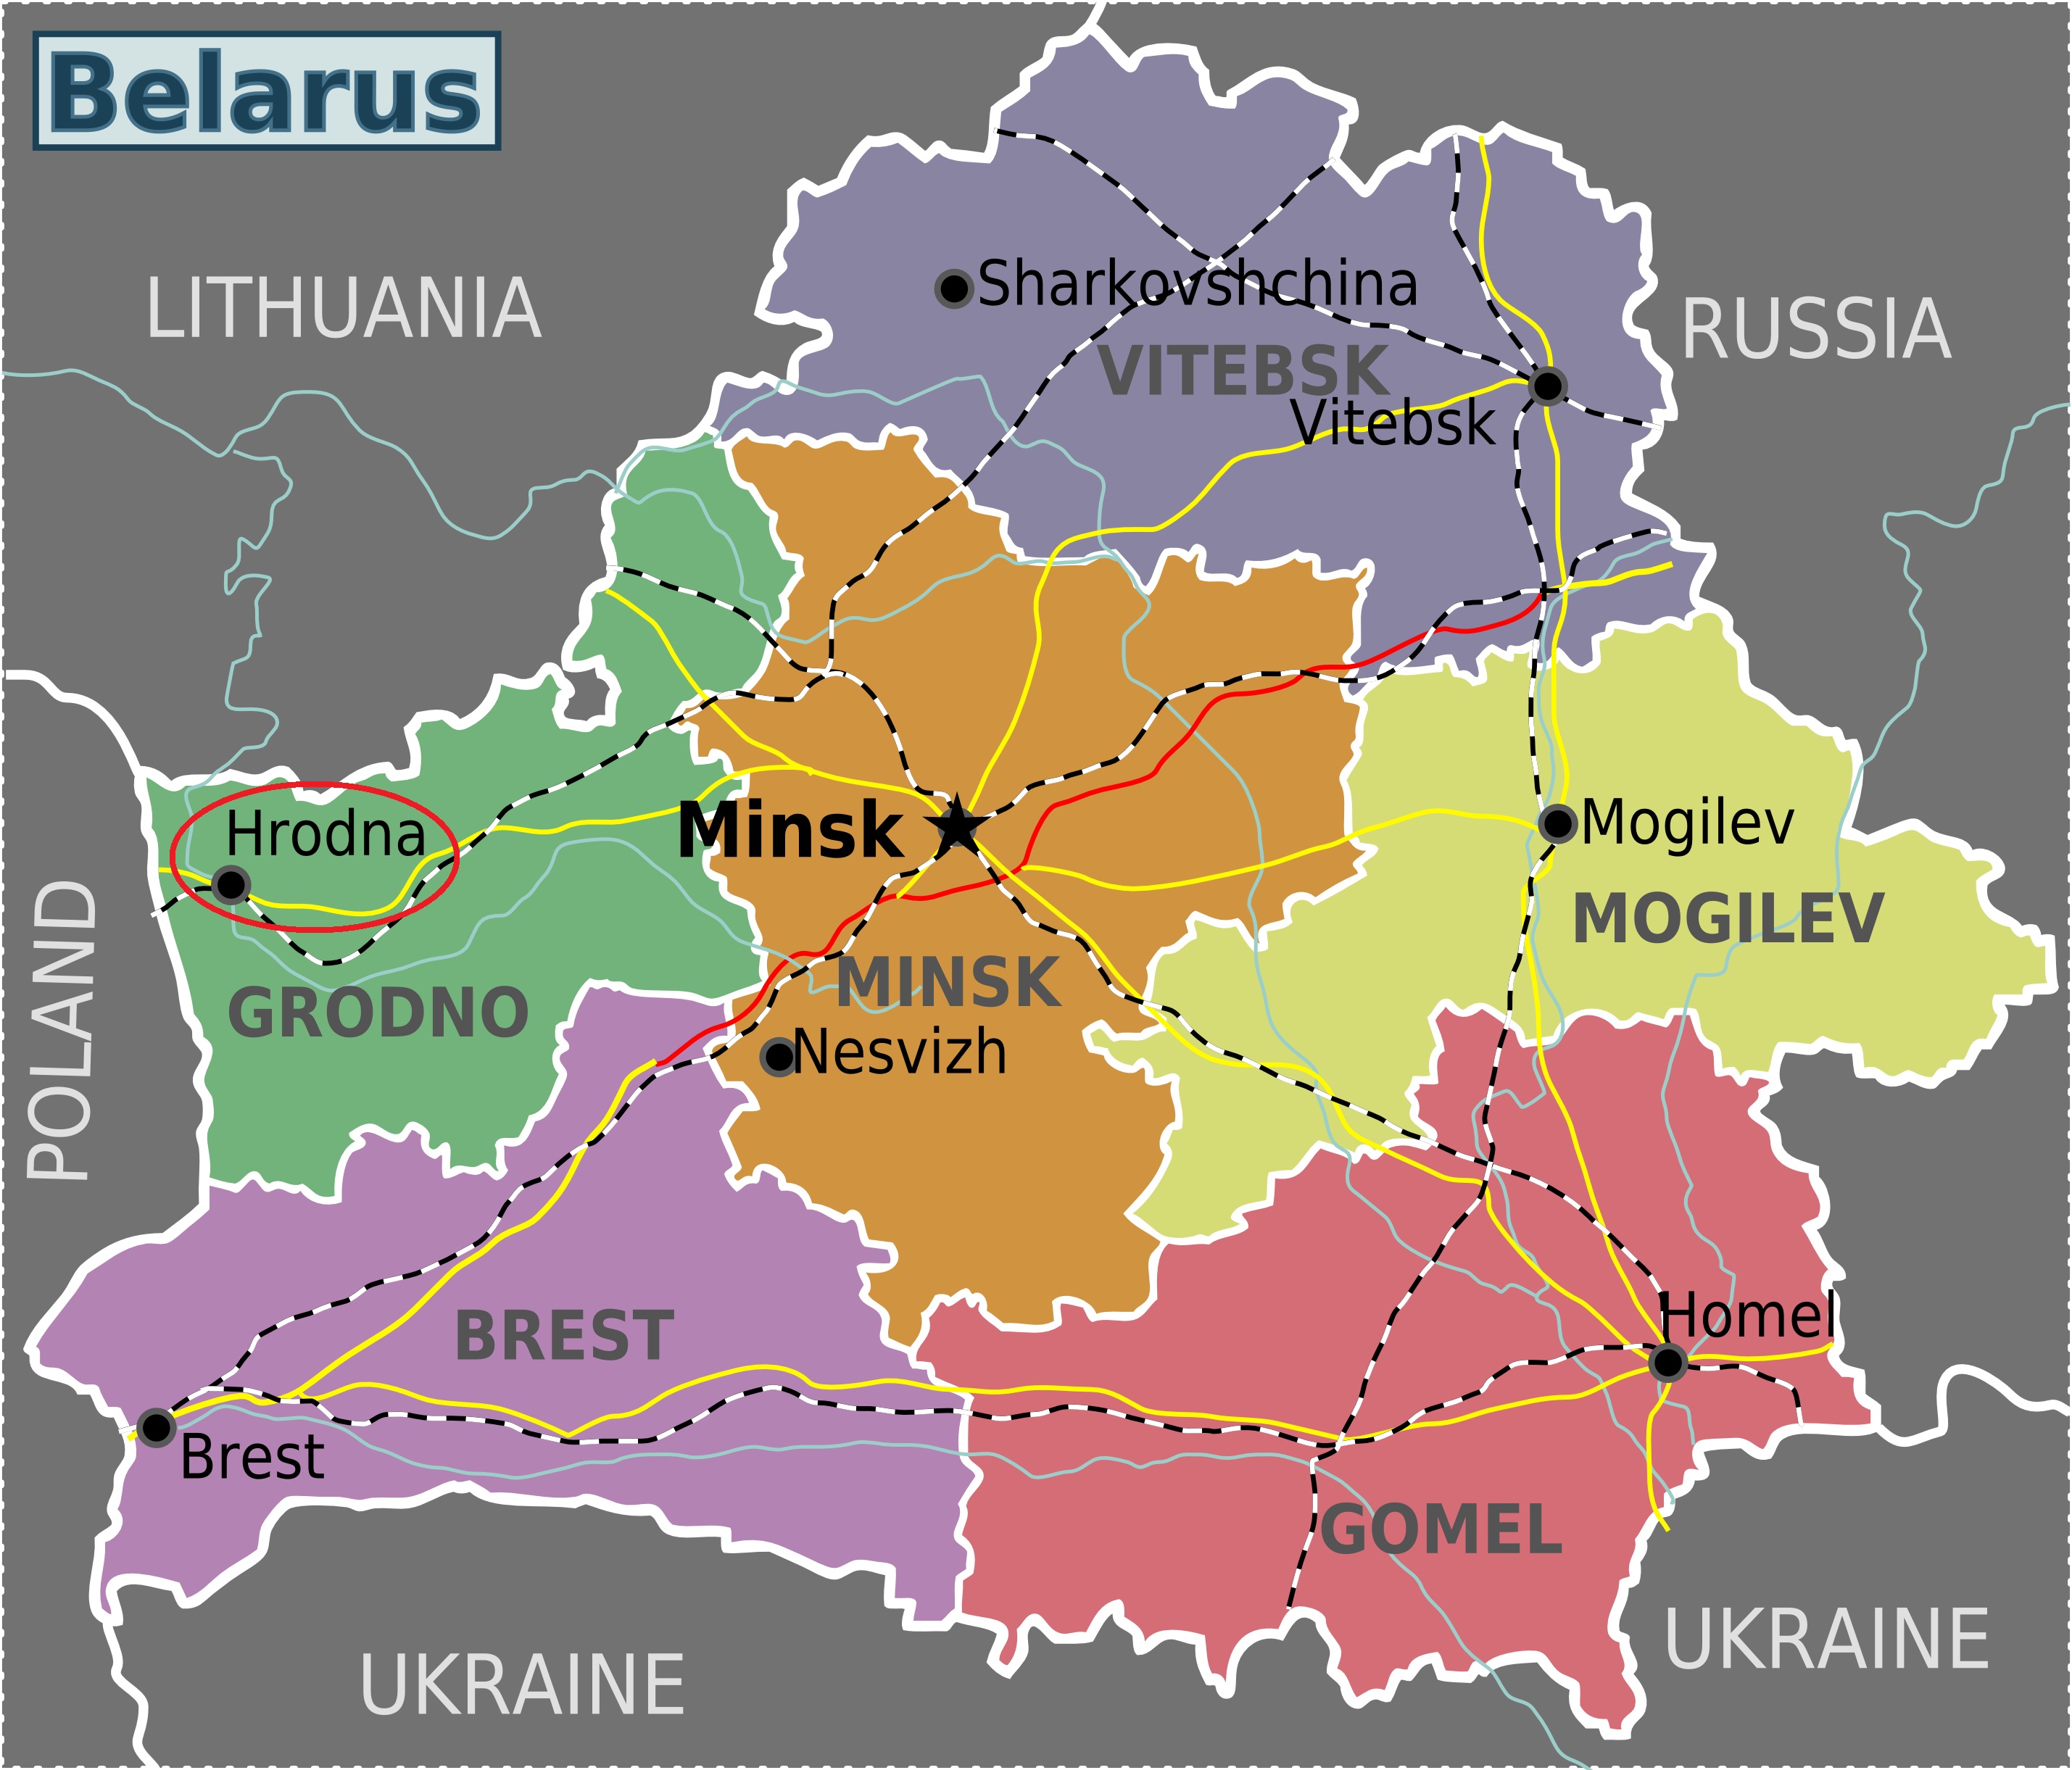 Belarus
LITHUANIA
Sharkovshchina
RUSSIA
VITEBSK
Vitebsk
Hrodna
Minsk
Mogilev
POLAND
MOGILEV
MINSK
GRODNO
Nesvizh
BREST
Homel
Brest
GOMEL
UKRAINE
UKRAINE